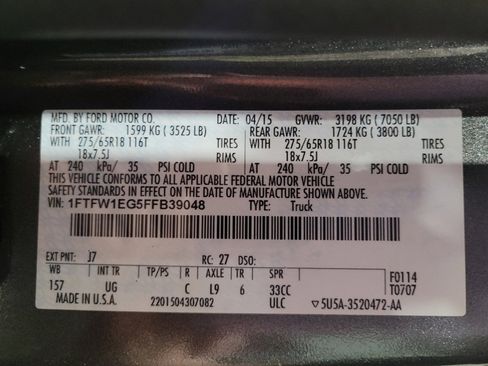 MFD. BY FORD MOTOR CO. DATE: 04/15 GVWR: 3198 KG ( 7050 LB)
FRONT GAWR: 1599 KG ( 3525 LB) REAR GAWR: 1724 KG ( 3800 LB)
WITH 275/65R18 116T TIRES WITH 275/65R18 116T TIRES
18x7.5J RIMS 18x7.5J RIMS
AT 240 kPa/ 35 PSI COLD AT 240 kPa/ 35 PSI COLD
THIS VEHICLE CONFORMS TO ALL APPLICABLE FEDERAL MOTOR VEHICLE
SAFETY STANDARDS IN EFFECT ON THE DATE OF MANUFACTURE SHOWN ABOVE.
VIN: 1FTFW1EG5FFB39048 TYPE: Truck
EXT PNT: J7 RC: 27 DSO:
WB INT TR TP/PS R AXLE TR SPR F0114
157 UG C L9 6 33CC T0707
MADE IN U.S.A. 2201504307082 ULC ▽5U5A-3520472-AA